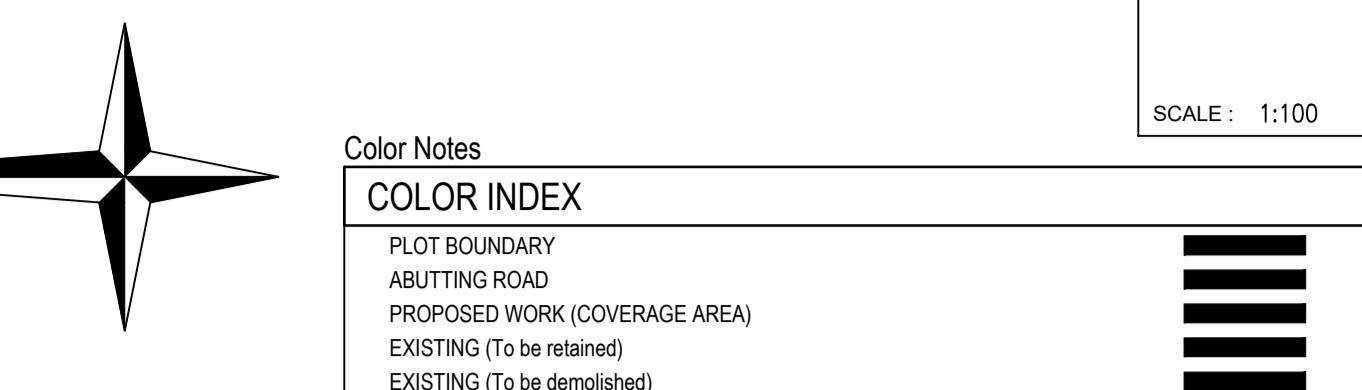 SCALE : 1:100
Color Notes
COLOR INDEX
PLOT BOUNDARY
ABUTTING ROAD
PROPOSED WORK (COVERAGE AREA)
EXISTING (To be retained)
EXISTING (To be demolished)